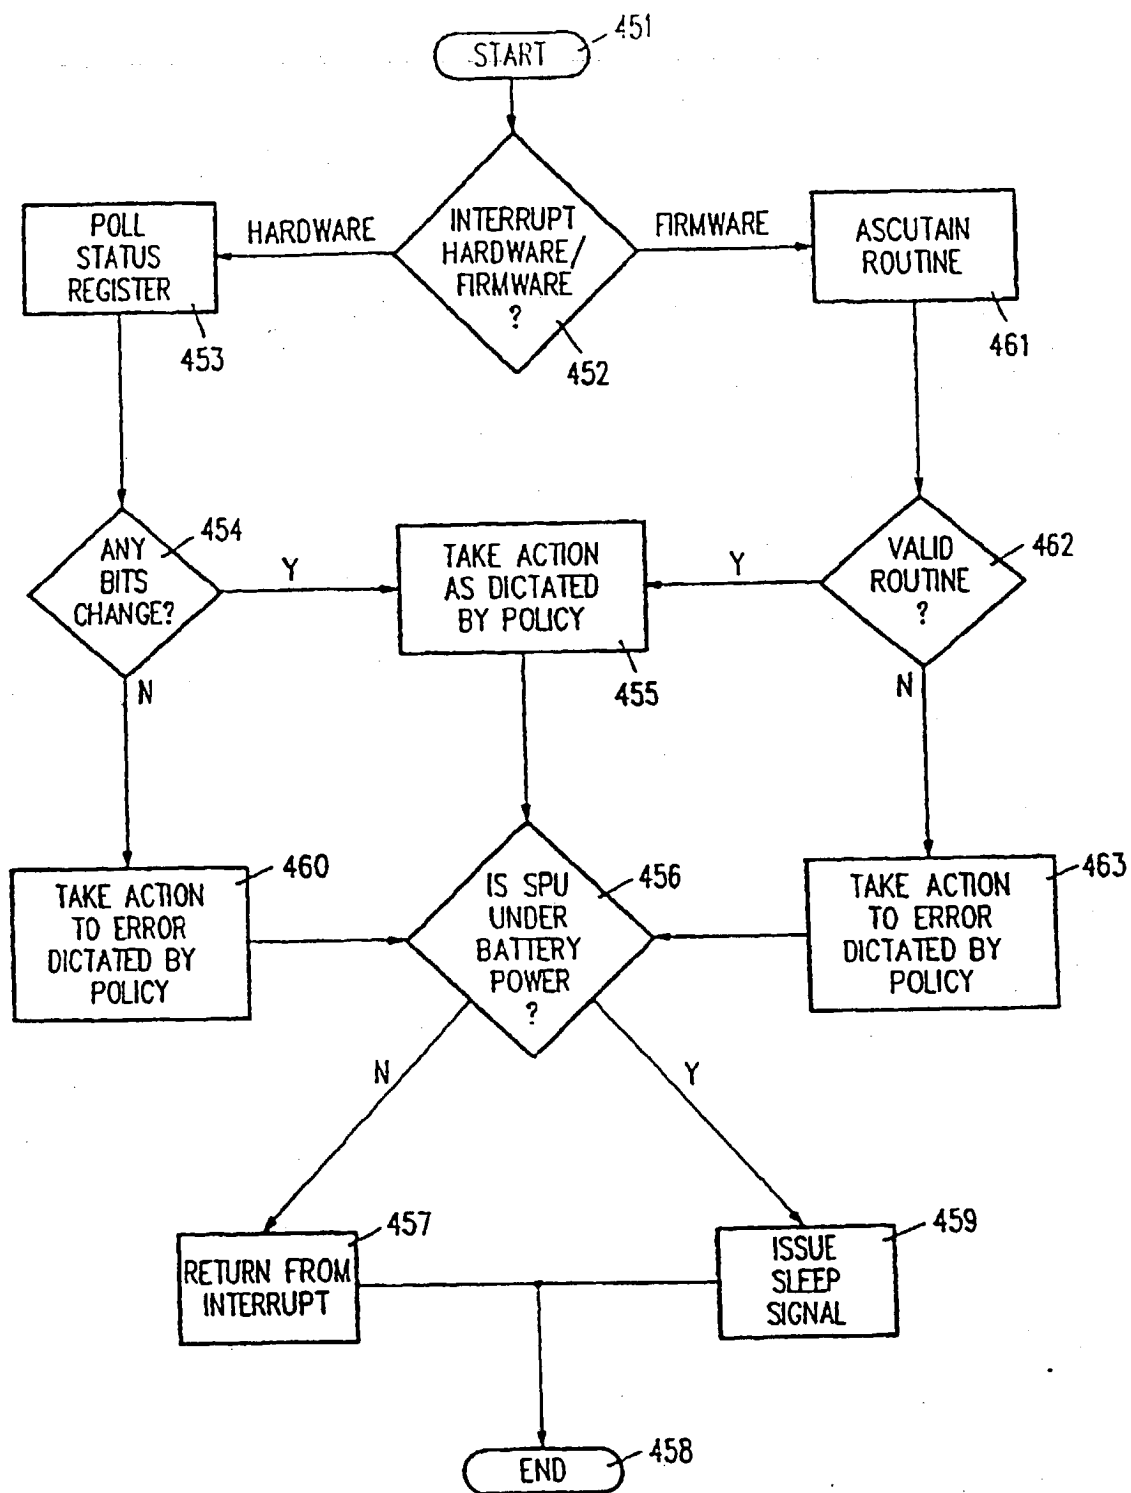 START
451
INTERRUPT
HARDWARE/
FIRMWARE
?
452
HARDWARE
FIRMWARE
POLL
STATUS
REGISTER
453
ASCUTAIN
ROUTINE
461
ANY
BITS
CHANGE?
454
Y
N
TAKE ACTION
AS DICTATED
BY POLICY
455
VALID
ROUTINE
?
462
Y
N
TAKE ACTION
TO ERROR
DICTATED BY
POLICY
460
IS SPU
UNDER
BATTERY
POWER
?
456
TAKE ACTION
TO ERROR
DICTATED BY
POLICY
463
N
Y
RETURN FROM
INTERRUPT
457
ISSUE
SLEEP
SIGNAL
459
END
458